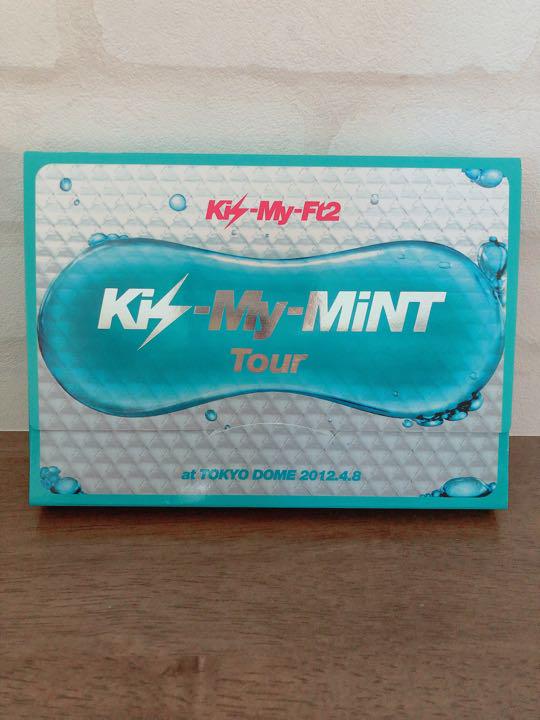 Kis-My-Ft2
Kis-My-MiNT
Tour
at TOKYO DOME 2012.4.8